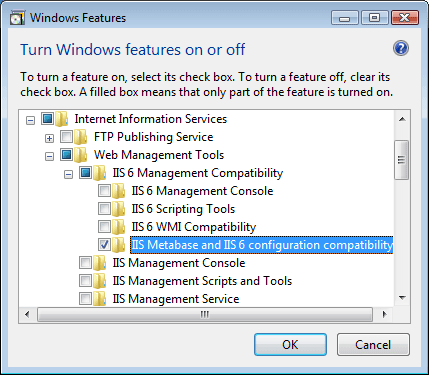 Windows Features
Turn Windows features on or off
To turn a feature on, select its check box. To turn a feature off, clear its
check box. A filled box means that only part of the feature is turned on.
Internet Information Services
FTP Publishing Service
Web Management Tools
IIS 6 Management Compatibility
IIS 6 Management Console
IIS 6 Scripting Tools
IIS 6 WMI Compatibility
IIS Metabase and IIS 6 configuration compatibility
IIS Management Console
IIS Management Scripts and Tools
IIS Management Service
OK
Cancel